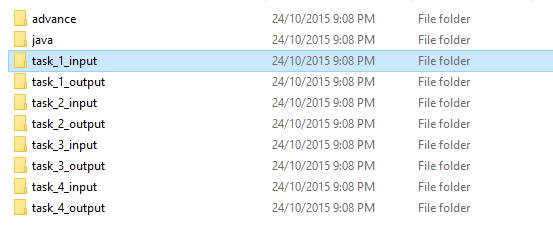 advance 24/10/2015 9:08 PM File folder
java 24/10/2015 9:08 PM File folder
task_1_input 24/10/2015 9:08 PM File folder
task_1_output 24/10/2015 9:08 PM File folder
task_2_input 24/10/2015 9:08 PM File folder
task_2_output 24/10/2015 9:08 PM File folder
task_3_input 24/10/2015 9:08 PM File folder
task_3_output 24/10/2015 9:08 PM File folder
task_4_input 24/10/2015 9:08 PM File folder
task_4_output 24/10/2015 9:08 PM File folder